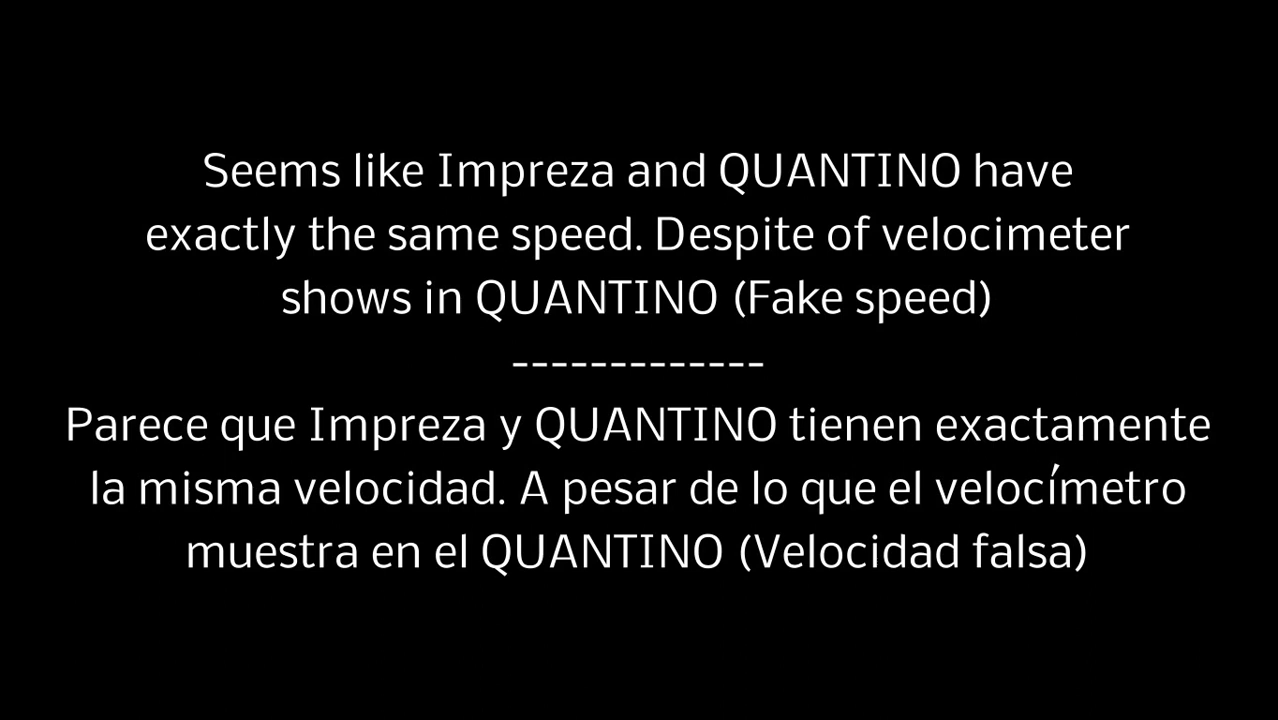 Seems like Impreza and QUANTINO have
exactly the same speed. Despite of velocimeter
shows in QUANTINO (Fake speed)
-------------
Parece que Impreza y QUANTINO tienen exactamente
la misma velocidad. A pesar de lo que el velocímetro
muestra en el QUANTINO (Velocidad falsa)